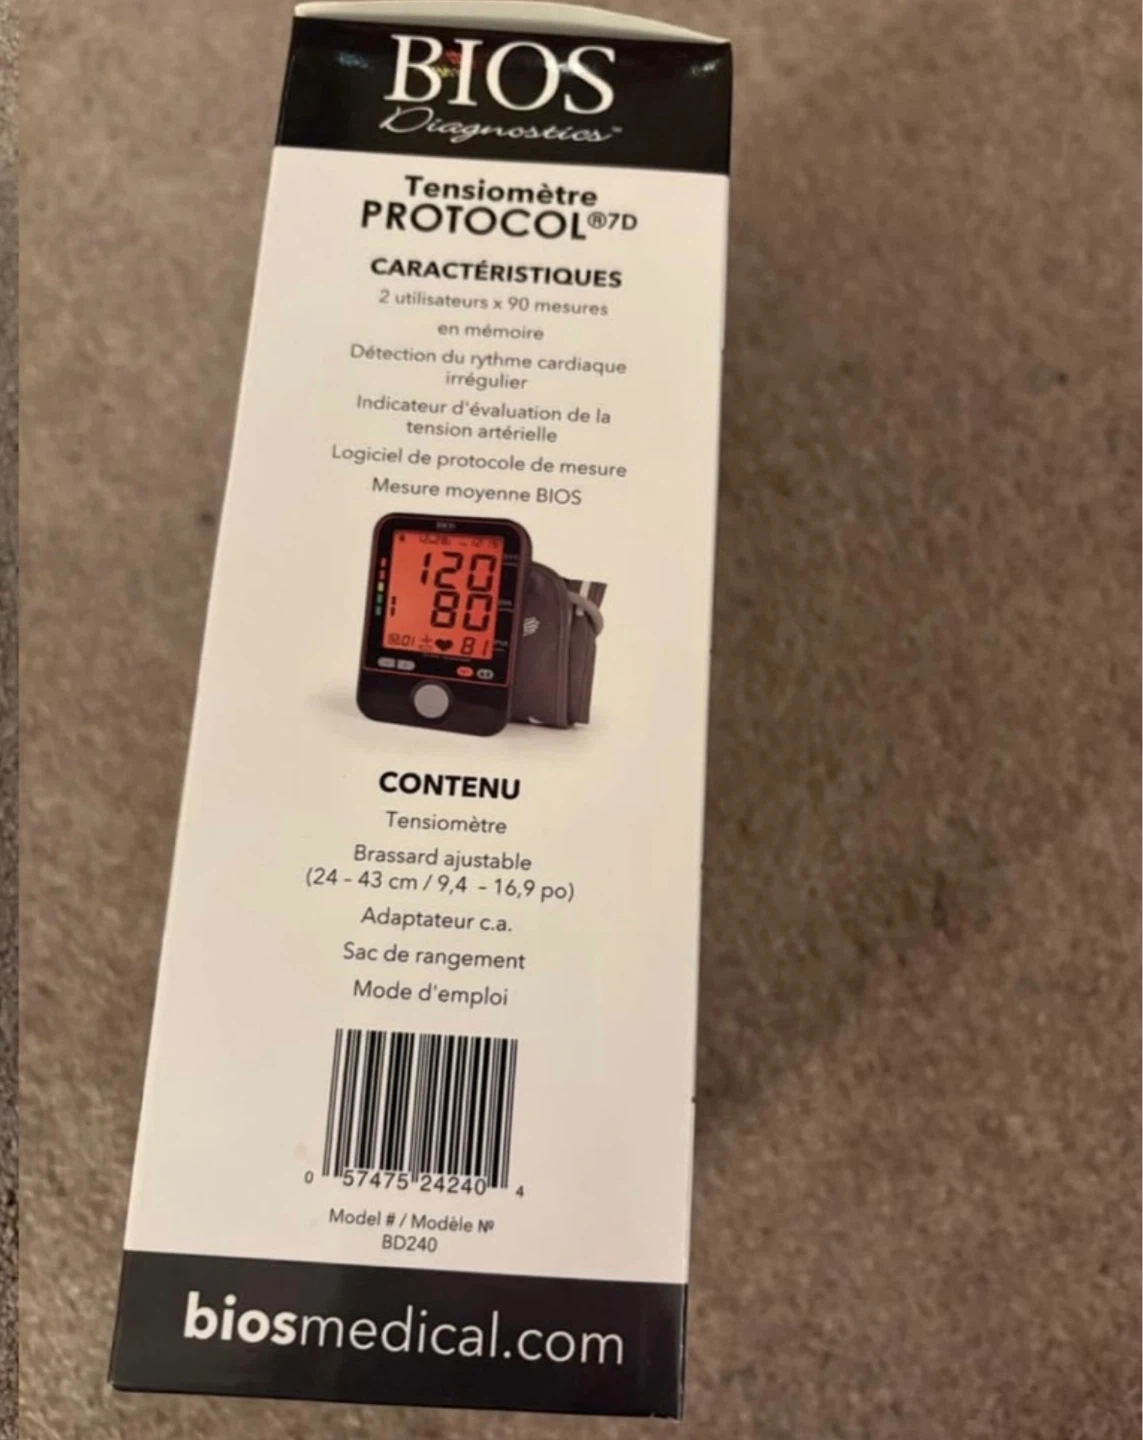 BIOS
Diagnostics™
Tensiomètre
PROTOCOL®7D
CARACTÉRISTIQUES
2 utilisateurs x 90 mesures
en mémoire
Détection du rythme cardiaque
irrégulier
Indicateur d'évaluation de la
tension artérielle
Logiciel de protocole de mesure
Mesure moyenne BIOS
BIOS
120
80
81
CONTENU
Tensiomètre
Brassard ajustable
(24 - 43 cm / 9,4 - 16,9 po)
Adaptateur c.a.
Sac de rangement
Mode d'emploi
0 57475 24240 4
Model # / Modèle Nº
BD240
biosmedical.com